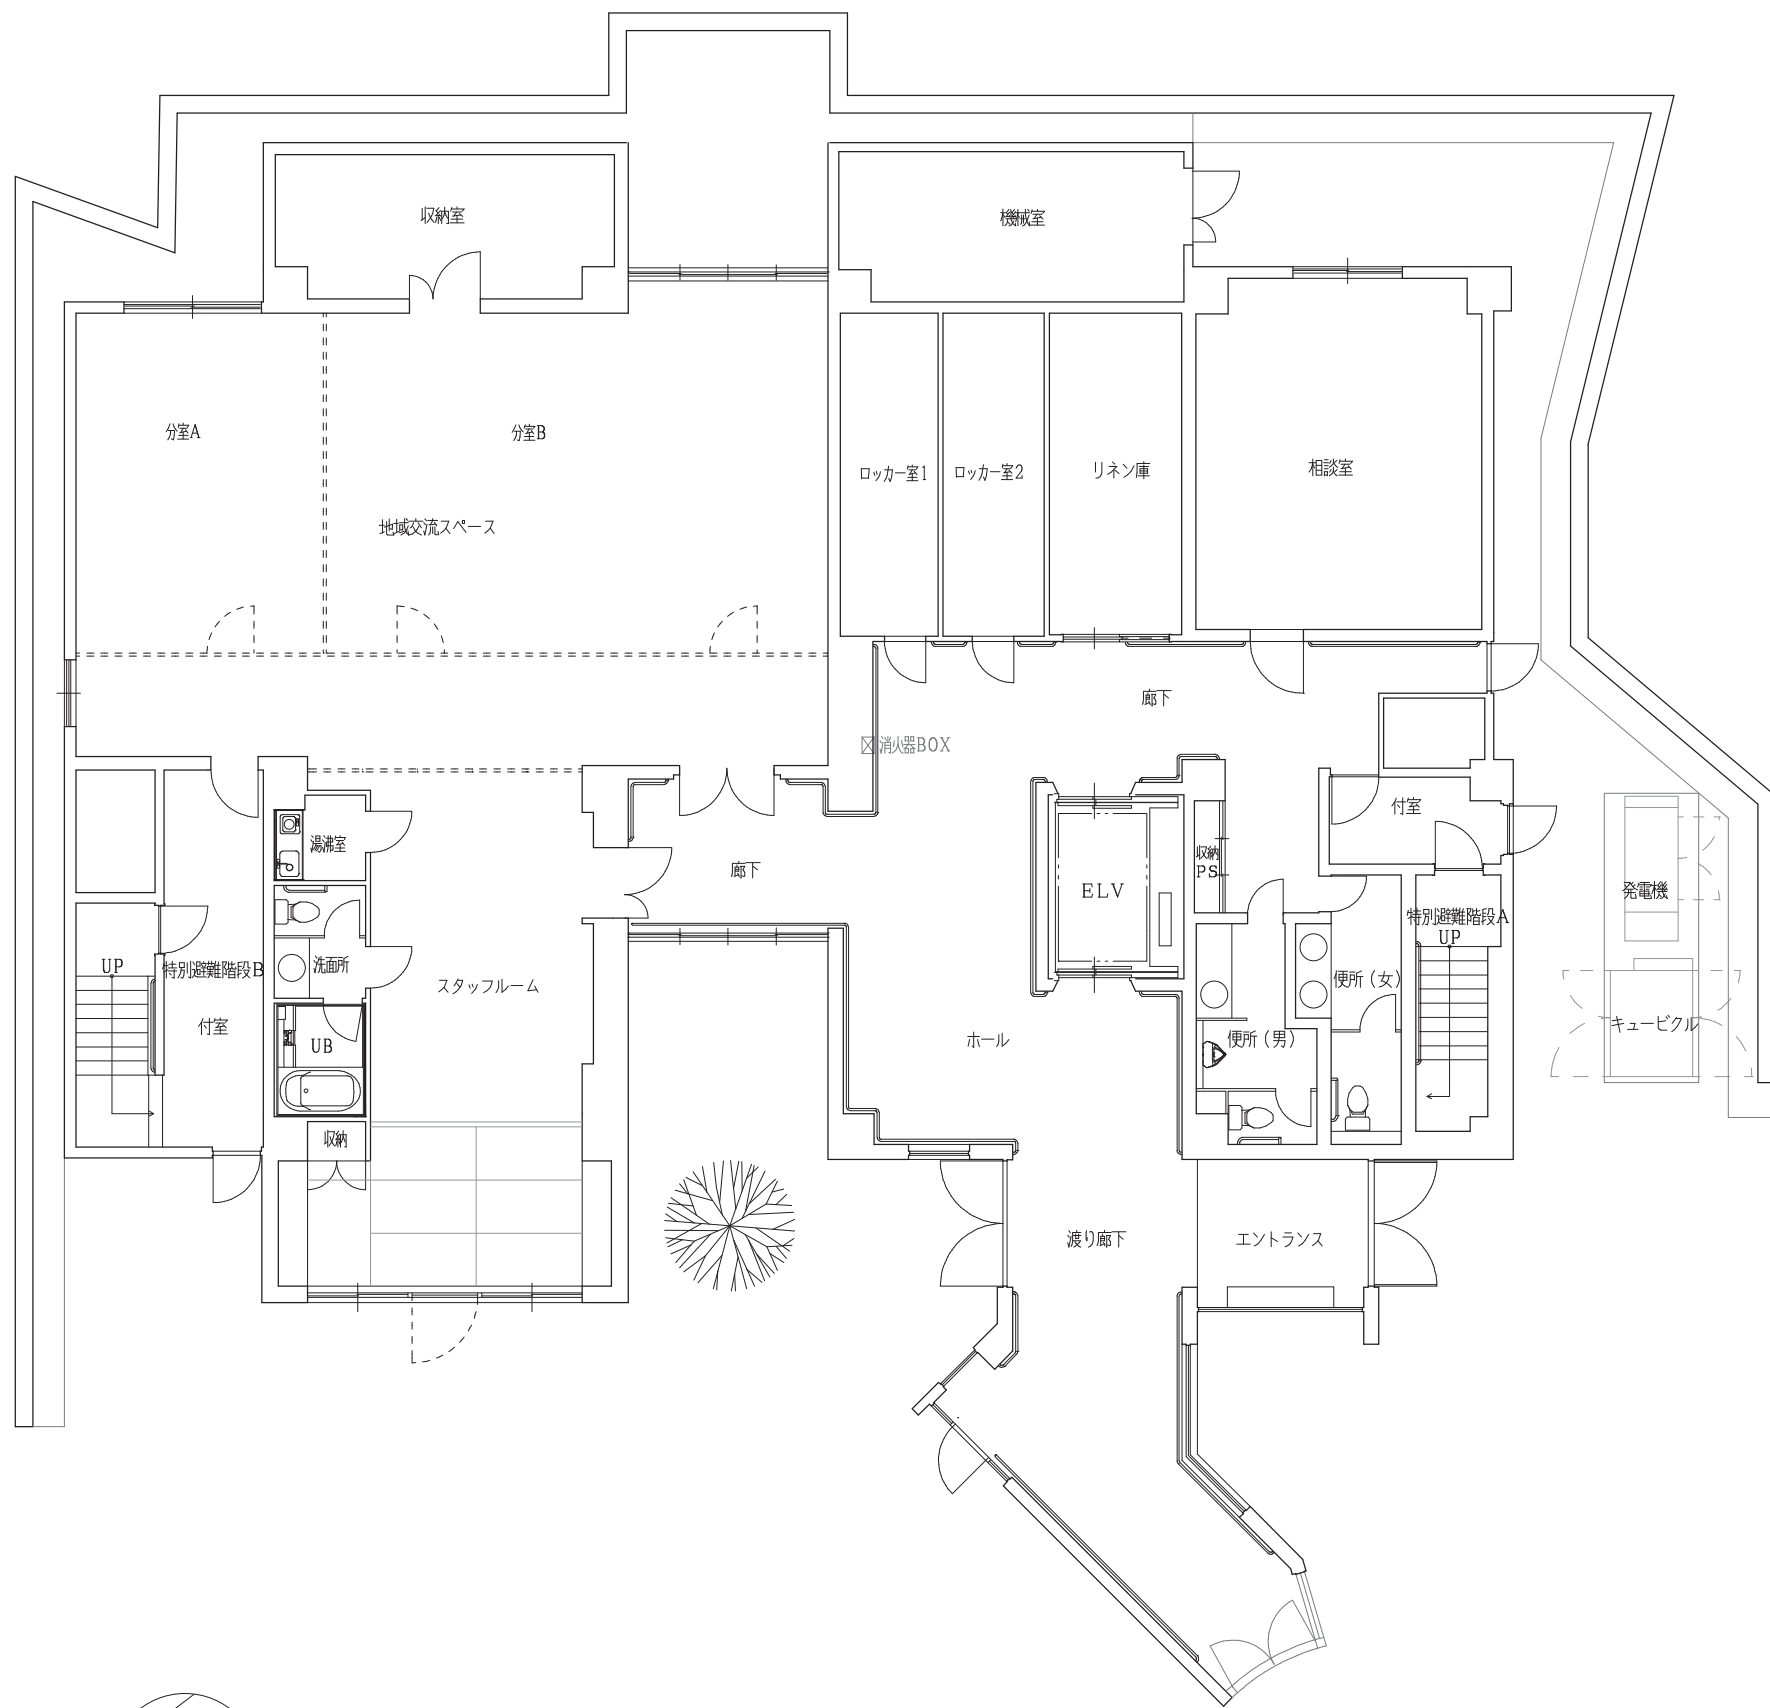 収納室
機械室
分室A
分室B
ロッカー室1
ロッカー室2
リネン庫
相談室
地域交流スペース
廊下
消火器BOX
付室
湯沸室
廊下
ELV
収納
PS
発電機
特別避難階段A
UP
UP
特別避難階段B
洗面所
スタッフルーム
便所(女)
付室
キュービクル
UB
ホール
便所(男)
収納
渡り廊下
エントランス